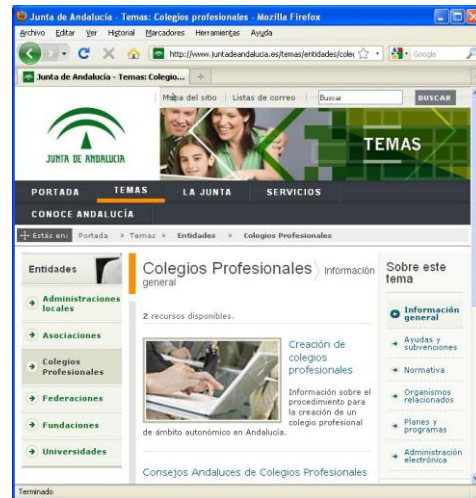 Junta de Andalucía - Temas: Colegios profesionales - Mozilla Firefox
Archivo Editar Ver Historial Marcadores Herramientas Ayuda
http://www.juntadeandalucia.es/temas/entidades/coleg
Google
Junta de Andalucía - Temas: Colegio...
Mapa del sitio | Listas de correo | Buscar BUSCAR
JUNTA DE ANDALUCIA
TEMAS
PORTADA TEMAS LA JUNTA SERVICIOS
CONOCE ANDALUCÍA
Estás en: Portada » Temas » Entidades » Colegios Profesionales
Entidades
Administraciones
locales
Asociaciones
Colegios
Profesionales
Federaciones
Fundaciones
Universidades
Colegios Profesionales Información
general
2 recursos disponibles.
Creación de
colegios
profesionales
Información sobre el
procedimiento para
la creación de un
colegio profesional
de ámbito autonómico en Andalucía.
Consejos Andaluces de Colegios Profesionales
Sobre este
tema
Información
general
Ayudas y
subvenciones
Normativa
Organismos
relacionados
Planes y
programas
Administración
electrónica
Terminado